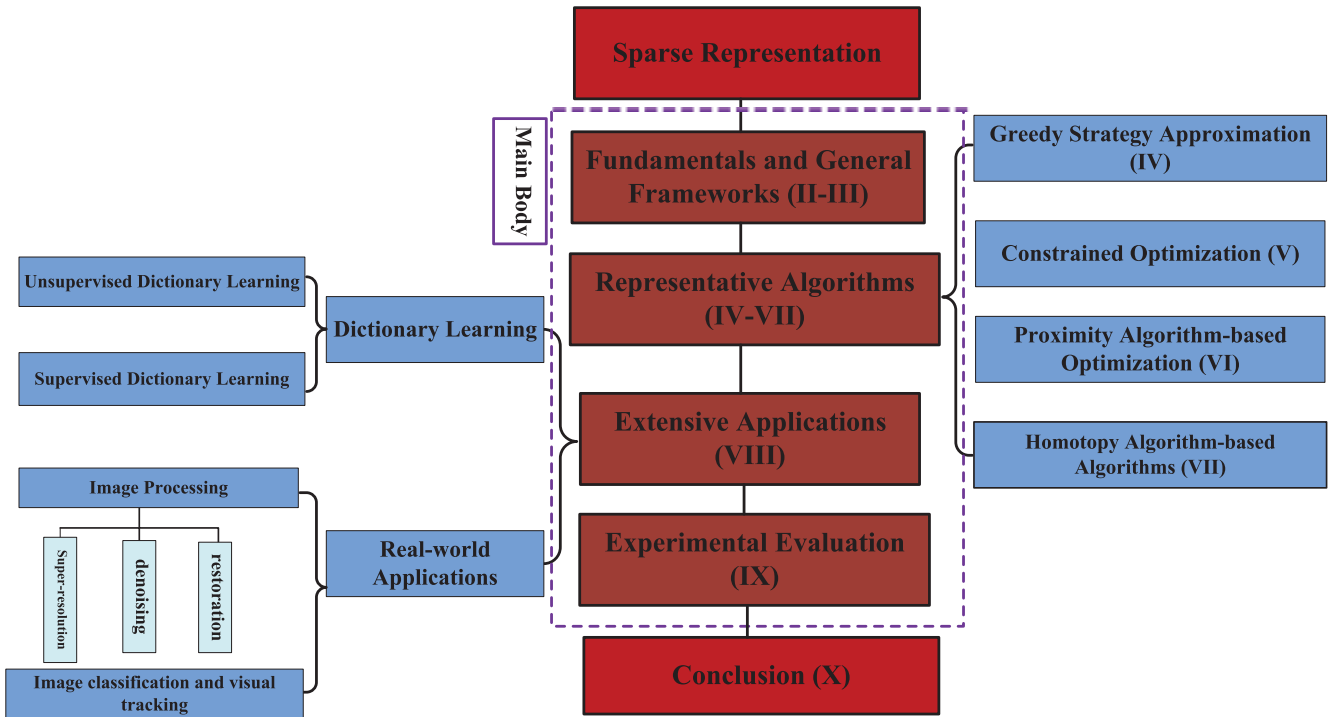 Sparse Representation
Main Body
Fundamentals and General
Frameworks (II-III)
Representative Algorithms
(IV-VII)
Extensive Applications
(VIII)
Experimental Evaluation
(IX)
Conclusion (X)
Greedy Strategy Approximation
(IV)
Constrained Optimization (V)
Proximity Algorithm-based
Optimization (VI)
Homotopy Algorithm-based
Algorithms (VII)
Unsupervised Dictionary Learning
Supervised Dictionary Learning
Dictionary Learning
Image Processing
Super-resolution
denoising
restoration
Real-world
Applications
Image classification and visual
tracking